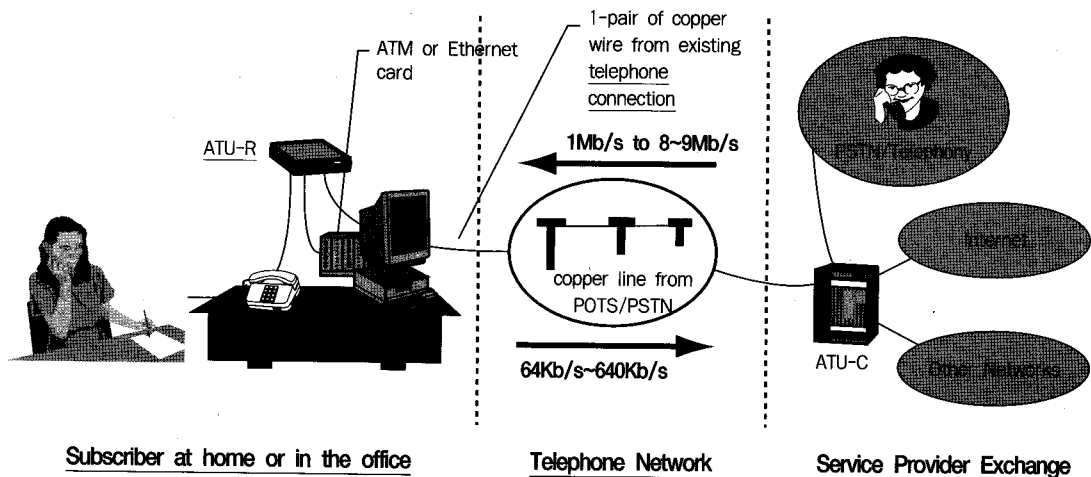 ATM or Ethernet
card
1-pair of copper
wire from existing
telephone
connection
ATU-R
1Mb/s to 8~9Mb/s
PSTN/Telephony
Internet
copper line from
POTS/PSTN
ATU-C
64Kb/s~640Kb/s
Other Networks
Subscriber at home or in the office
Telephone Network
Service Provider Exchange